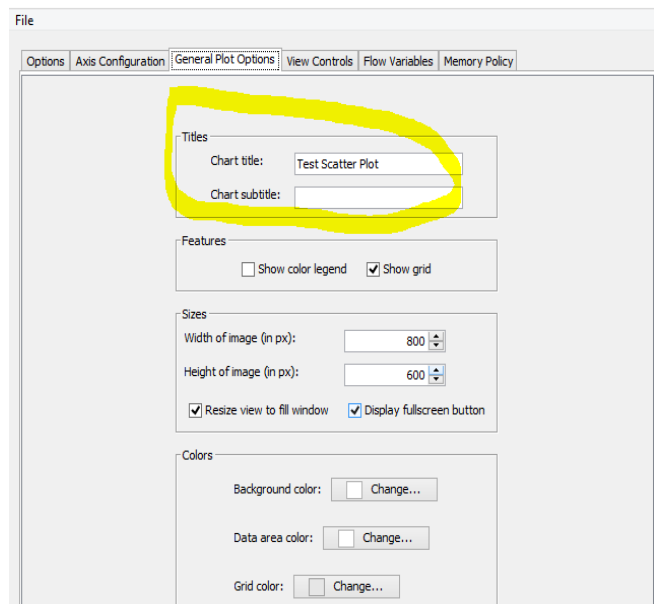 File
Options Axis Configuration General Plot Options View Controls Flow Variables Memory Policy
Titles
Chart title: Test Scatter Plot
Chart subtitle:
Features
Show color legend Show grid
Sizes
Width of image (in px): 800
Height of image (in px): 600
Resize view to fill window Display fullscreen button
Colors
Background color: Change...
Data area color: Change...
Grid color: Change...